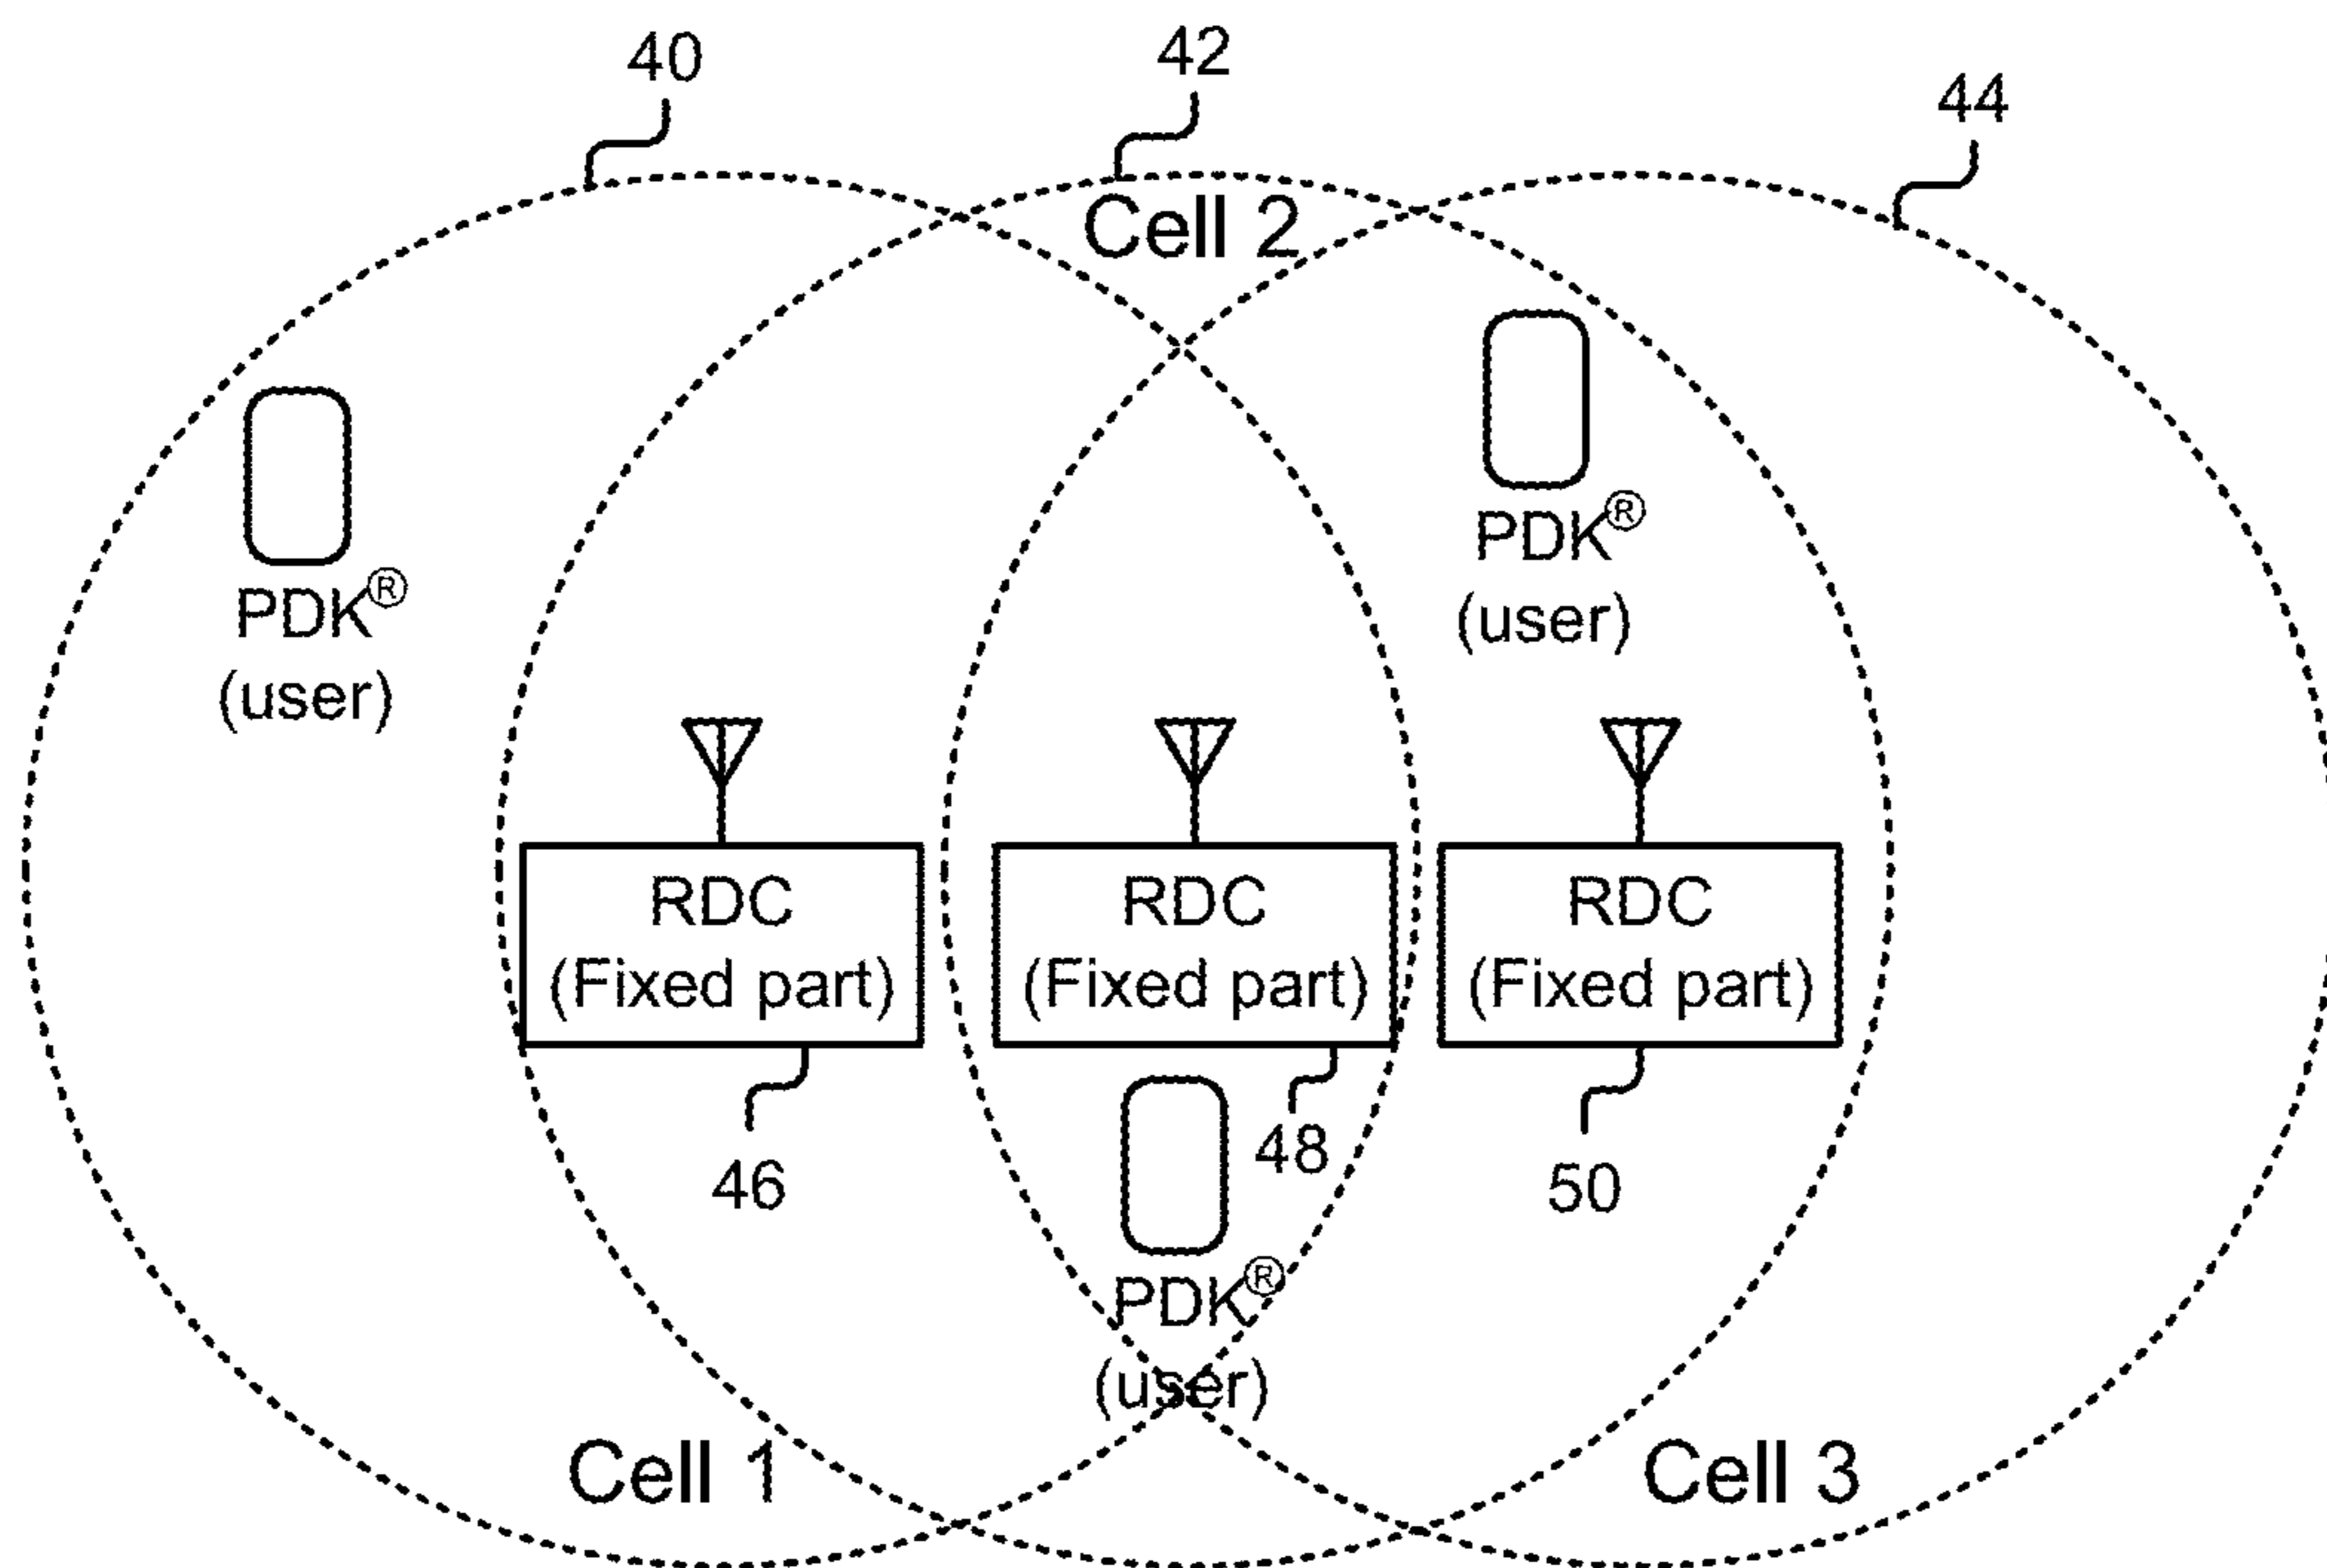 40
42
44
Cell 2
PDK®
(user)
PDK®
(user)
RDC
(Fixed part)
RDC
(Fixed part)
RDC
(Fixed part)
46
48
50
PDK®
(user)
Cell 1
Cell 3